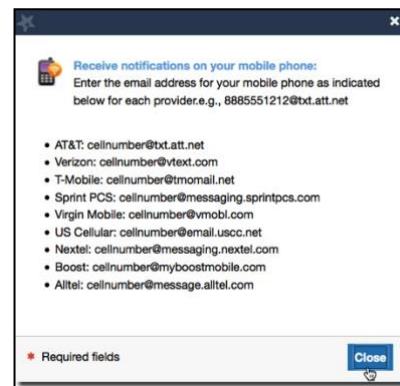 Receive notifications on your mobile phone:
Enter the email address for your mobile phone as indicated
below for each provider.e.g., 8885551212@txt.att.net
• AT&T: cellnumber@txt.att.net
• Verizon: cellnumber@vtext.com
• T-Mobile: cellnumber@tmomail.net
• Sprint PCS: cellnumber@messaging.sprintpcs.com
• Virgin Mobile: cellnumber@vmobl.com
• US Cellular: cellnumber@email.uscc.net
• Nextel: cellnumber@messaging.nextel.com
• Boost: cellnumber@myboostmobile.com
• Alltel: cellnumber@message.alltel.com
* Required fields
Close